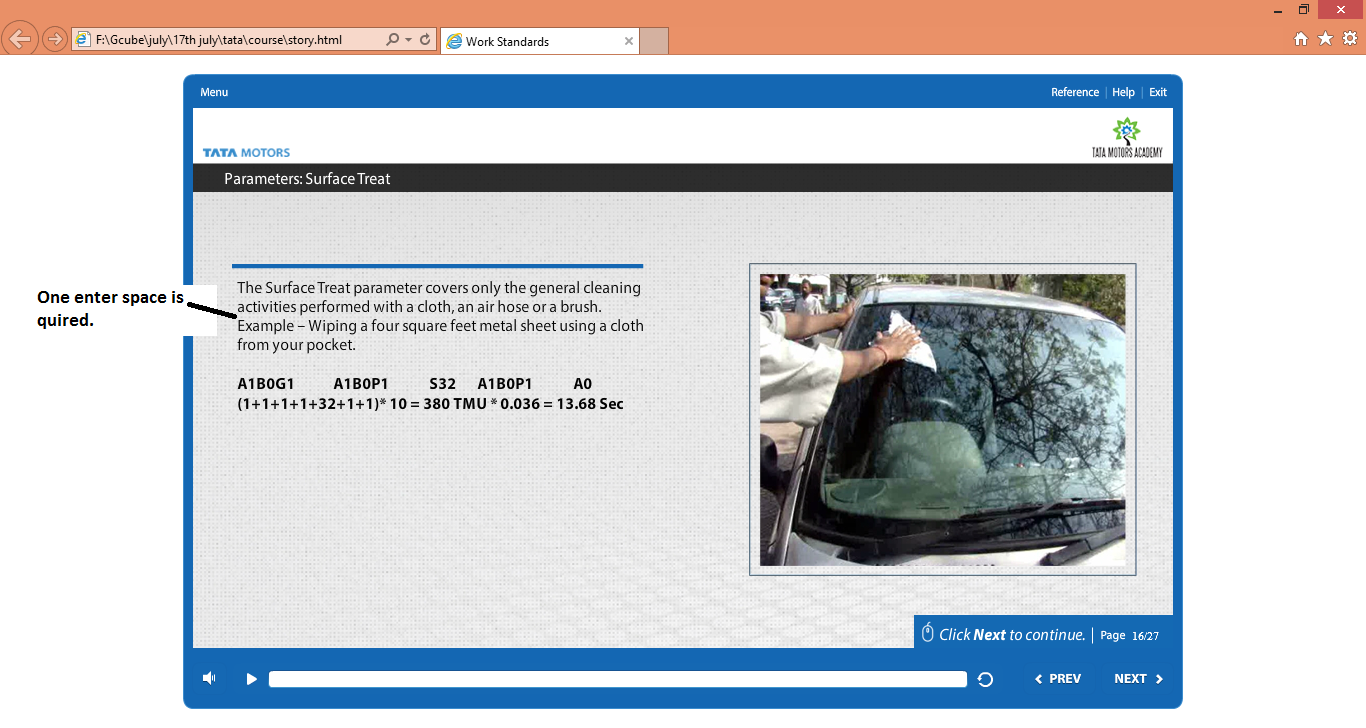 F:\Gcube\july\17th july\tata\course\story.html
Work Standards
Menu
Reference | Help | Exit
TATA MOTORS
TATA MOTORS ACADEMY
Parameters: Surface Treat
One enter space is
quired.
The Surface Treat parameter covers only the general cleaning
activities performed with a cloth, an air hose or a brush.
Example – Wiping a four square feet metal sheet using a cloth
from your pocket.
A1B0G1 A1B0P1 S32 A1B0P1 A0
(1+1+1+1+32+1+1)* 10 = 380 TMU * 0.036 = 13.68 Sec
Click Next to continue. | Page 16/27
PREV NEXT